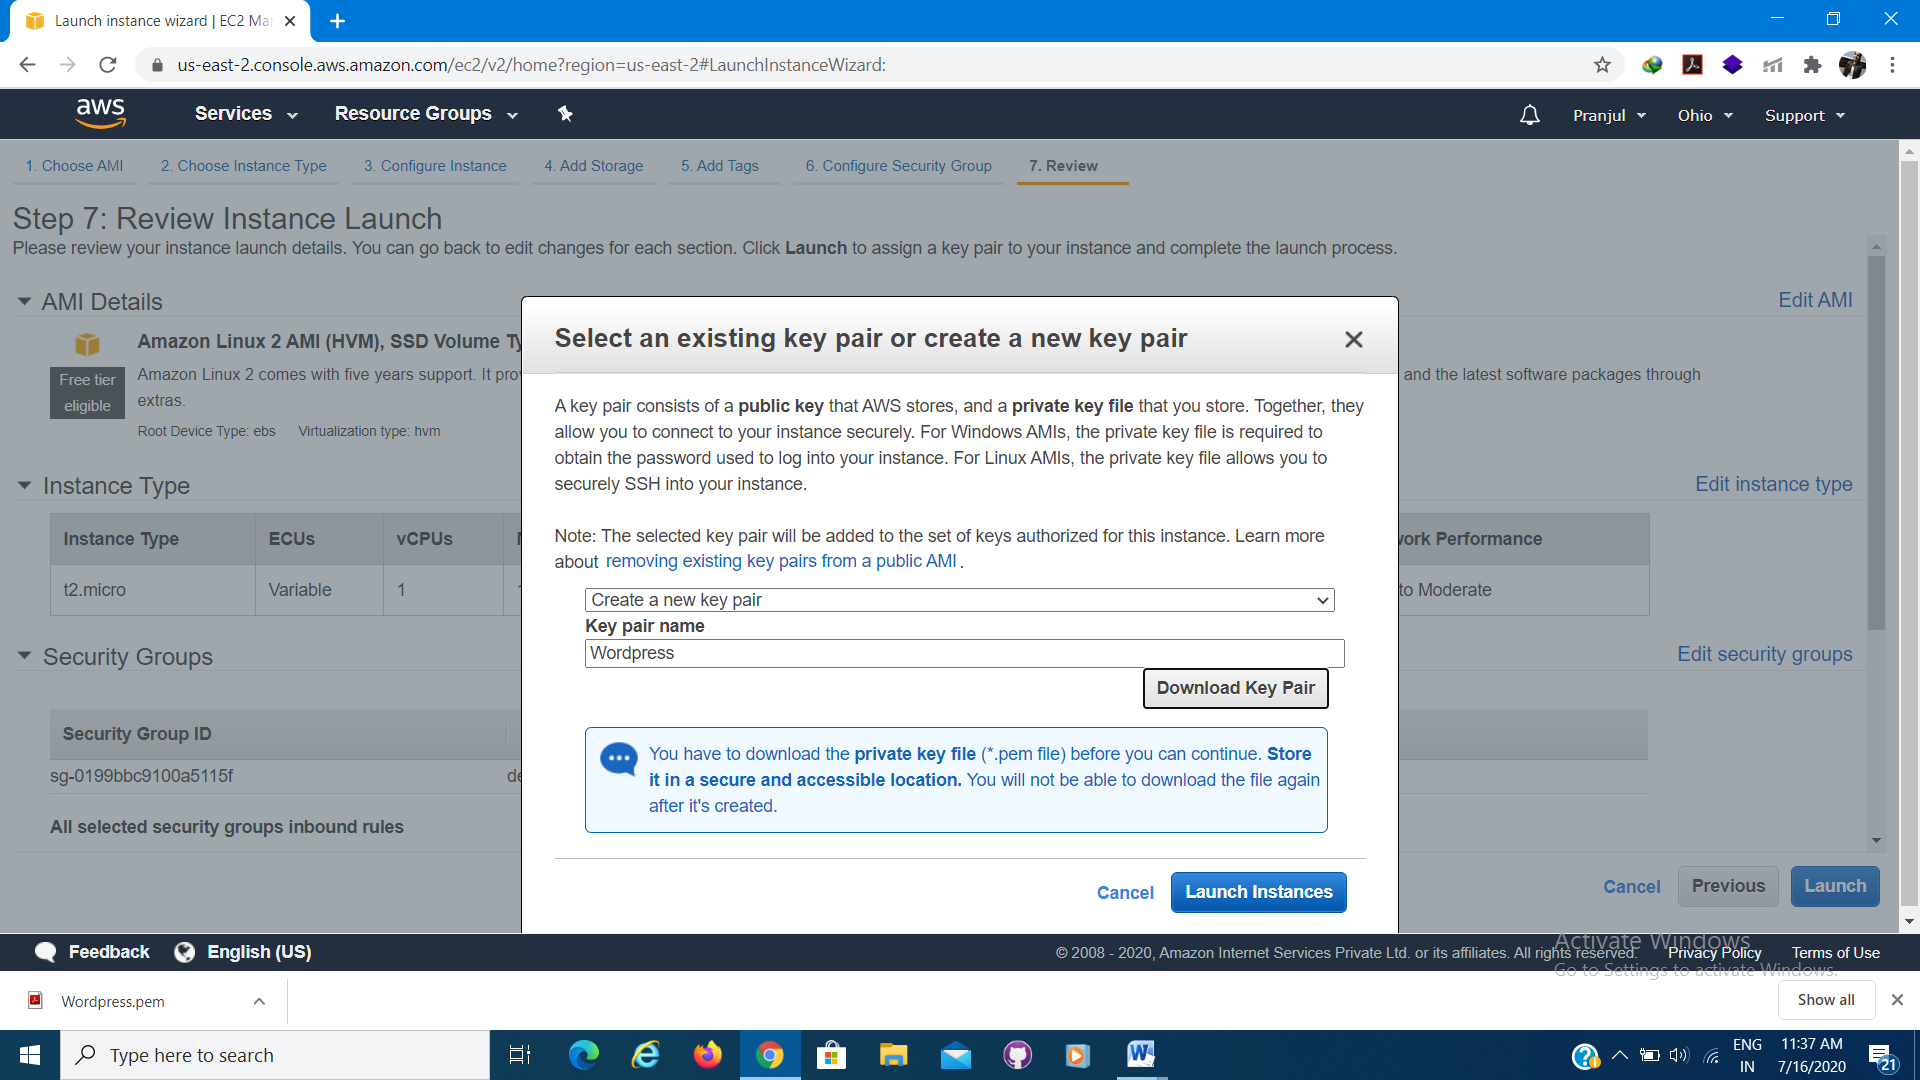 Launch instance wizard | EC2 Mar
us-east-2.console.aws.amazon.com/ec2/v2/home?region=us-east-2#LaunchInstanceWizard:
aws Services Resource Groups Pranjul Ohio Support
1. Choose AMI 2. Choose Instance Type 3. Configure Instance 4. Add Storage 5. Add Tags 6. Configure Security Group 7. Review
Step 7: Review Instance Launch
Please review your instance launch details. You can go back to edit changes for each section. Click Launch to assign a key pair to your instance and complete the launch process.
AMI Details Edit AMI
Amazon Linux 2 AMI (HVM), SSD Volume Ty
Free tier eligible
Amazon Linux 2 comes with five years support. It pro and the latest software packages through
extras.
Root Device Type: ebs Virtualization type: hvm
Instance Type Edit instance type
Instance Type ECUs vCPUs work Performance
t2.micro Variable 1 to Moderate
Security Groups Edit security groups
Security Group ID
sg-0199bbc9100a5115f de
All selected security groups inbound rules
Cancel Previous Launch
Select an existing key pair or create a new key pair
A key pair consists of a public key that AWS stores, and a private key file that you store. Together, they
allow you to connect to your instance securely. For Windows AMIs, the private key file is required to
obtain the password used to log into your instance. For Linux AMIs, the private key file allows you to
securely SSH into your instance.
Note: The selected key pair will be added to the set of keys authorized for this instance. Learn more
about removing existing key pairs from a public AMI .
Create a new key pair
Key pair name
Wordpress
Download Key Pair
You have to download the private key file (*.pem file) before you can continue. Store
it in a secure and accessible location. You will not be able to download the file again
after it's created.
Cancel Launch Instances
Feedback English (US) © 2008 - 2020, Amazon Internet Services Private Ltd. or its affiliates. All rights reserved. Privacy Policy Terms of Use
Activate Windows
Go to Settings to activate Windows.
Wordpress.pem Show all
Type here to search
ENG
IN
11:37 AM
7/16/2020
21